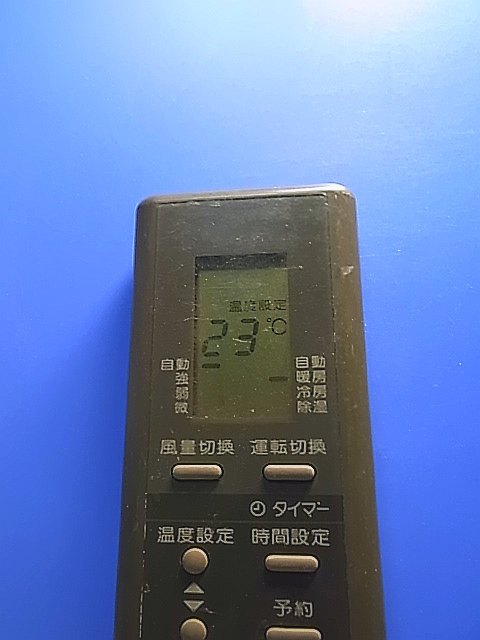 温度設定
23℃
自動 自動
強 暖房
弱 冷房
微 除湿
風量切換 運転切換
タイマー
温度設定 時間設定
予約